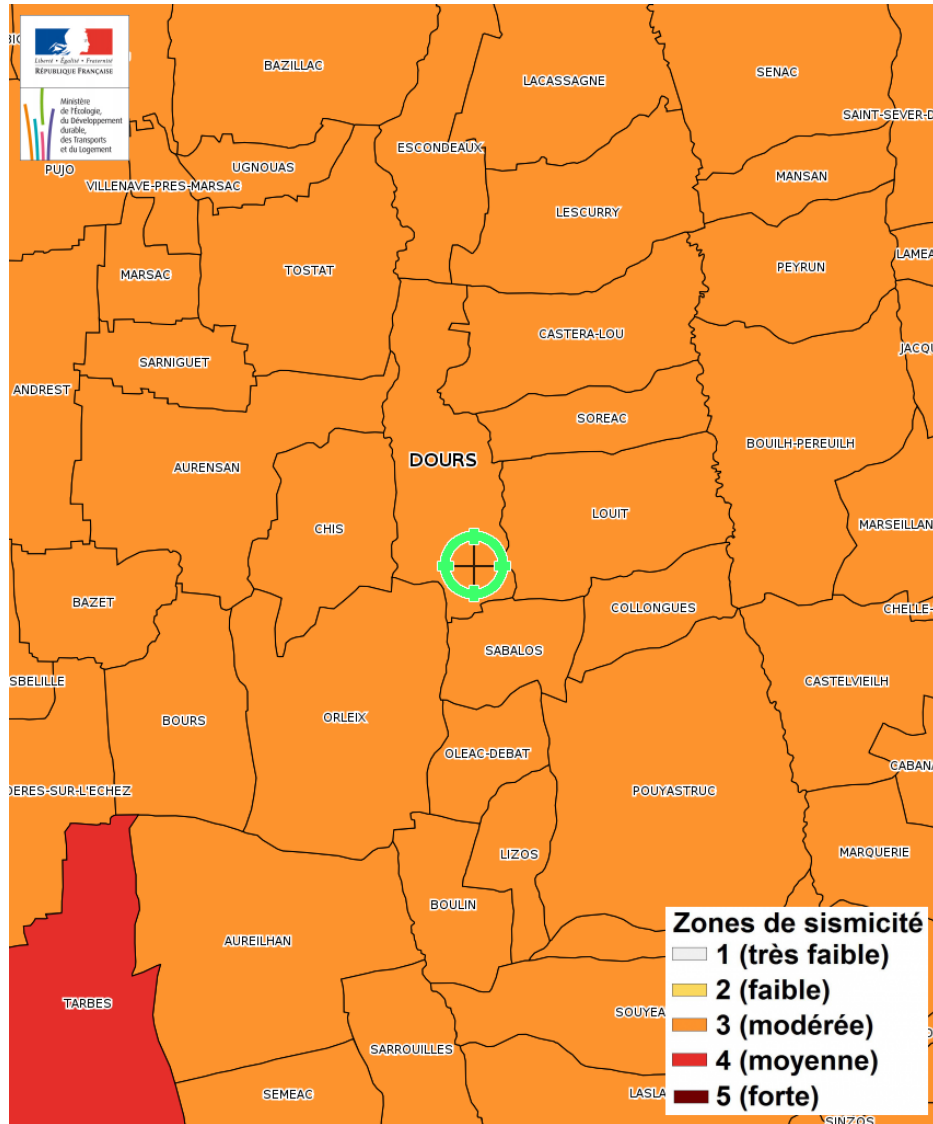 Liberté • Égalité • Fraternité
RÉPUBLIQUE FRANÇAISE
Ministère
de l'Écologie,
du Développement
durable,
des Transports
et du Logement
BAZILLAC
LACASSAGNE
SENAC
SAINT-SEVER-D
ESCONDEAUX
PUJO
UGNOUAS
MANSAN
VILLENAVE-PRES-MARSAC
LESCURRY
LAMEA
MARSAC
TOSTAT
PEYRUN
CASTERA-LOU
JACQU
SARNIGUET
ANDREST
SOREAC
BOUILH-PEREUILH
DOURS
AURENSAN
LOUIT
CHIS
MARSEILLAN
BAZET
COLLONGUES
CHELLE-
SABALOS
SBELILLE
CASTELVIEILH
BOURS
ORLEIX
OLEAC-DEBAT
CABANA
DERES-SUR-L'ECHEZ
POUYASTRUC
LIZOS
MARQUERIE
BOULIN
AUREILHAN
TARBES
SOUYEA
SARROUILLES
SEMEAC
LASLA
SINZOS
Zones de sismicité
1 (très faible)
2 (faible)
3 (modérée)
4 (moyenne)
5 (forte)